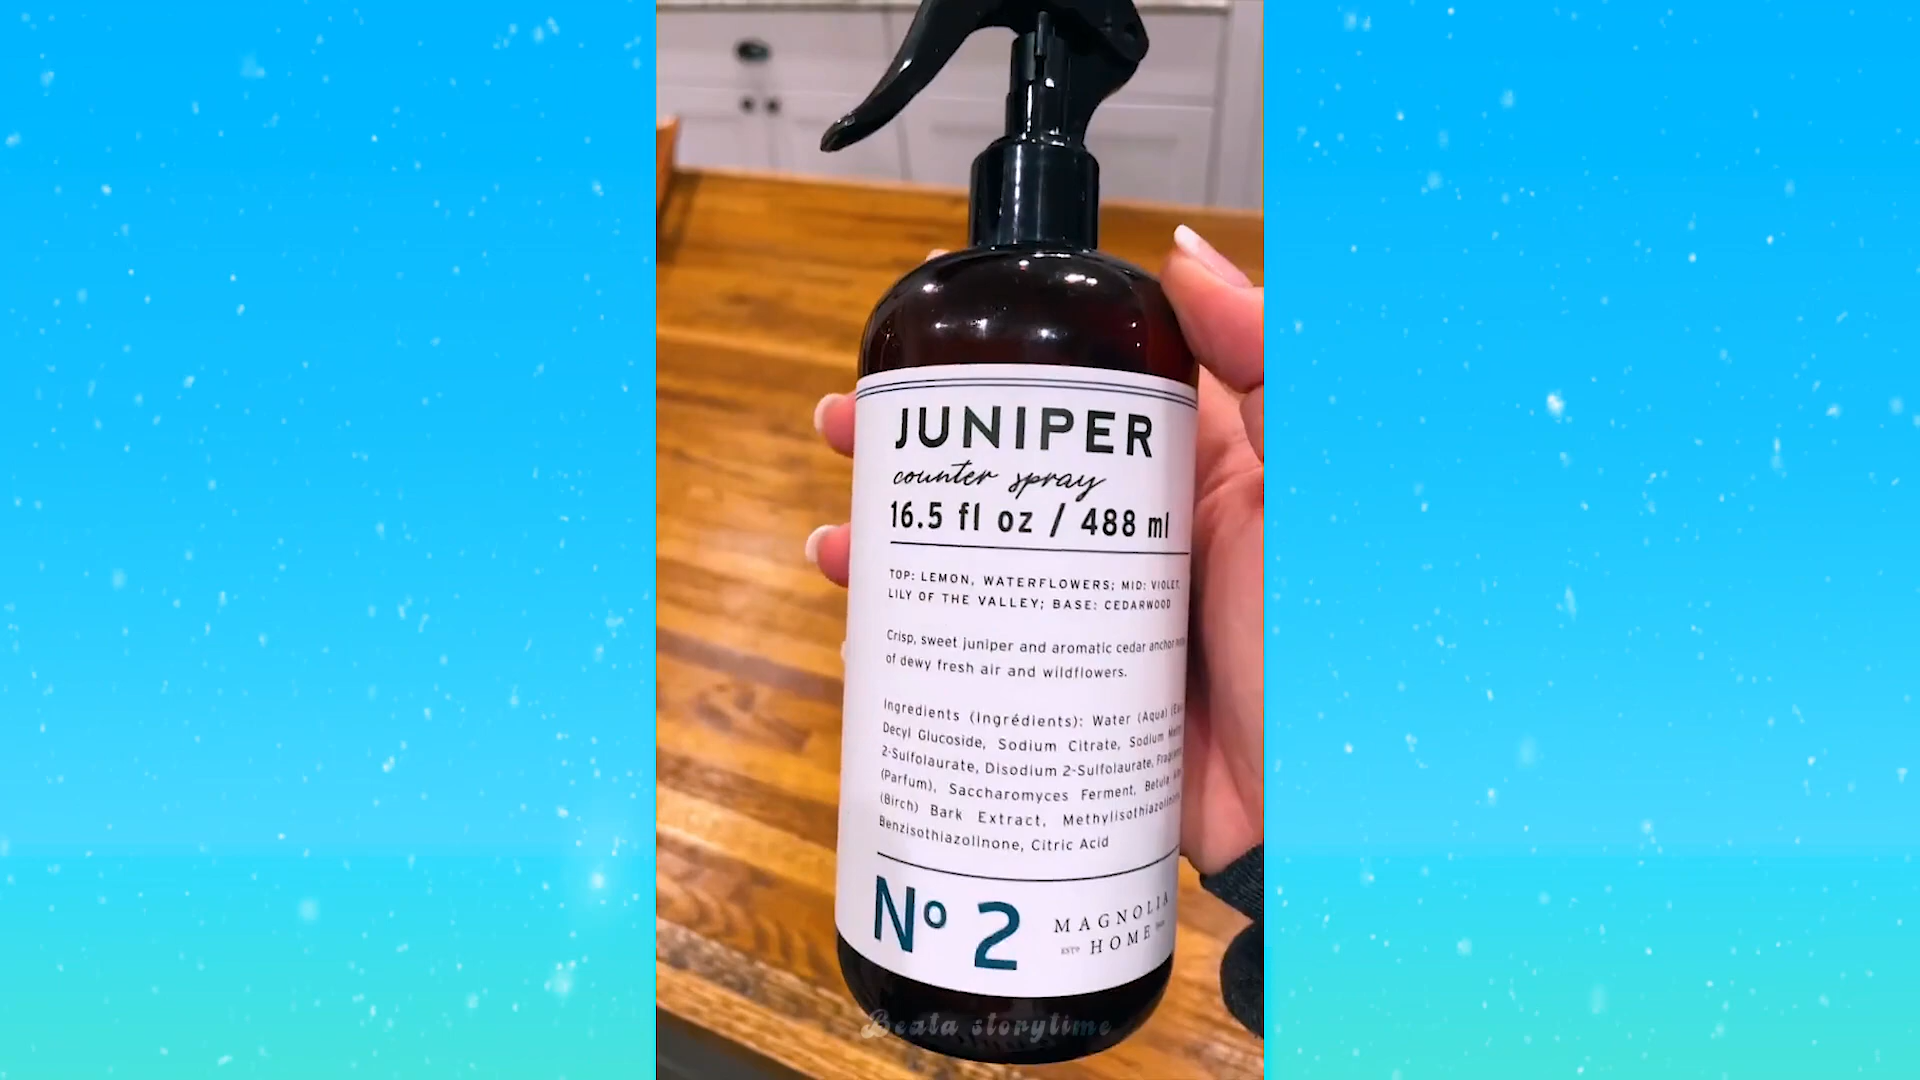 JUNIPER
counter spray
16.5 fl oz / 488 ml
TOP: LEMON, WATERFLOWERS; MID: VIOLET,
LILY OF THE VALLEY; BASE: CEDARWOOD
Crisp, sweet juniper and aromatic cedar anchor
of dewy fresh air and wildflowers.
Ingredients (Ingrédients): Water (Aqua)
Decyl Glucoside, Sodium Citrate, Sodium
2-Sulfolaurate, Disodium 2-Sulfolaurate,
(Parfum), Saccharomyces Ferment, Betula
(Birch) Bark Extract, Methylisothiazolinone,
Benzisothiazolinone, Citric Acid
Nº 2
MAGNOLIA
HOME
Beata storytime